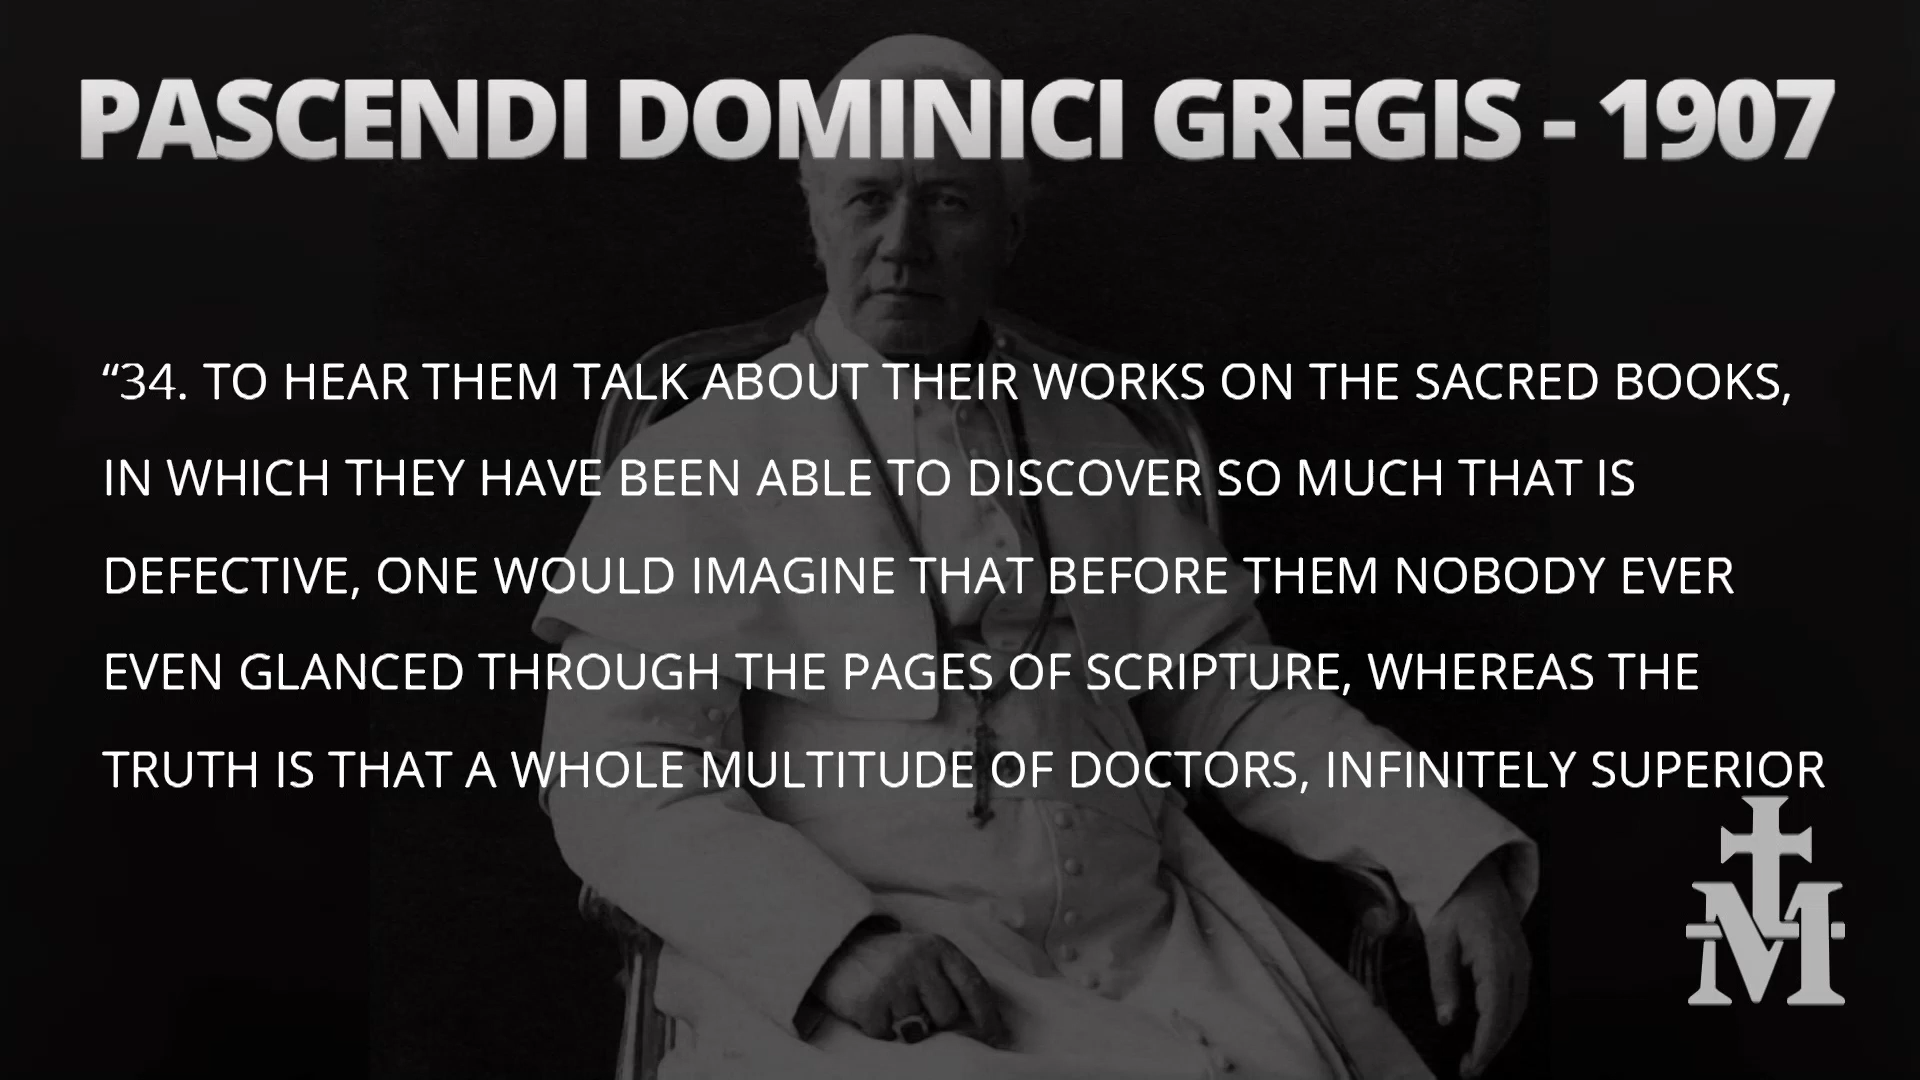 PASCENDI DOMINICI GREGIS - 1907
“34. TO HEAR THEM TALK ABOUT THEIR WORKS ON THE SACRED BOOKS,
IN WHICH THEY HAVE BEEN ABLE TO DISCOVER SO MUCH THAT IS
DEFECTIVE, ONE WOULD IMAGINE THAT BEFORE THEM NOBODY EVER
EVEN GLANCED THROUGH THE PAGES OF SCRIPTURE, WHEREAS THE
TRUTH IS THAT A WHOLE MULTITUDE OF DOCTORS, INFINITELY SUPERIOR